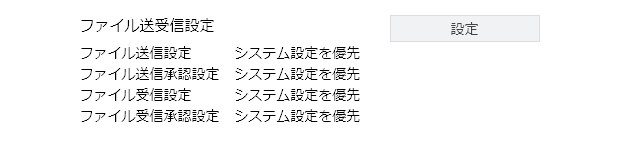 ファイル送受信設定 設定
ファイル送信設定 システム設定を優先
ファイル送信承認設定 システム設定を優先
ファイル受信設定 システム設定を優先
ファイル受信承認設定 システム設定を優先